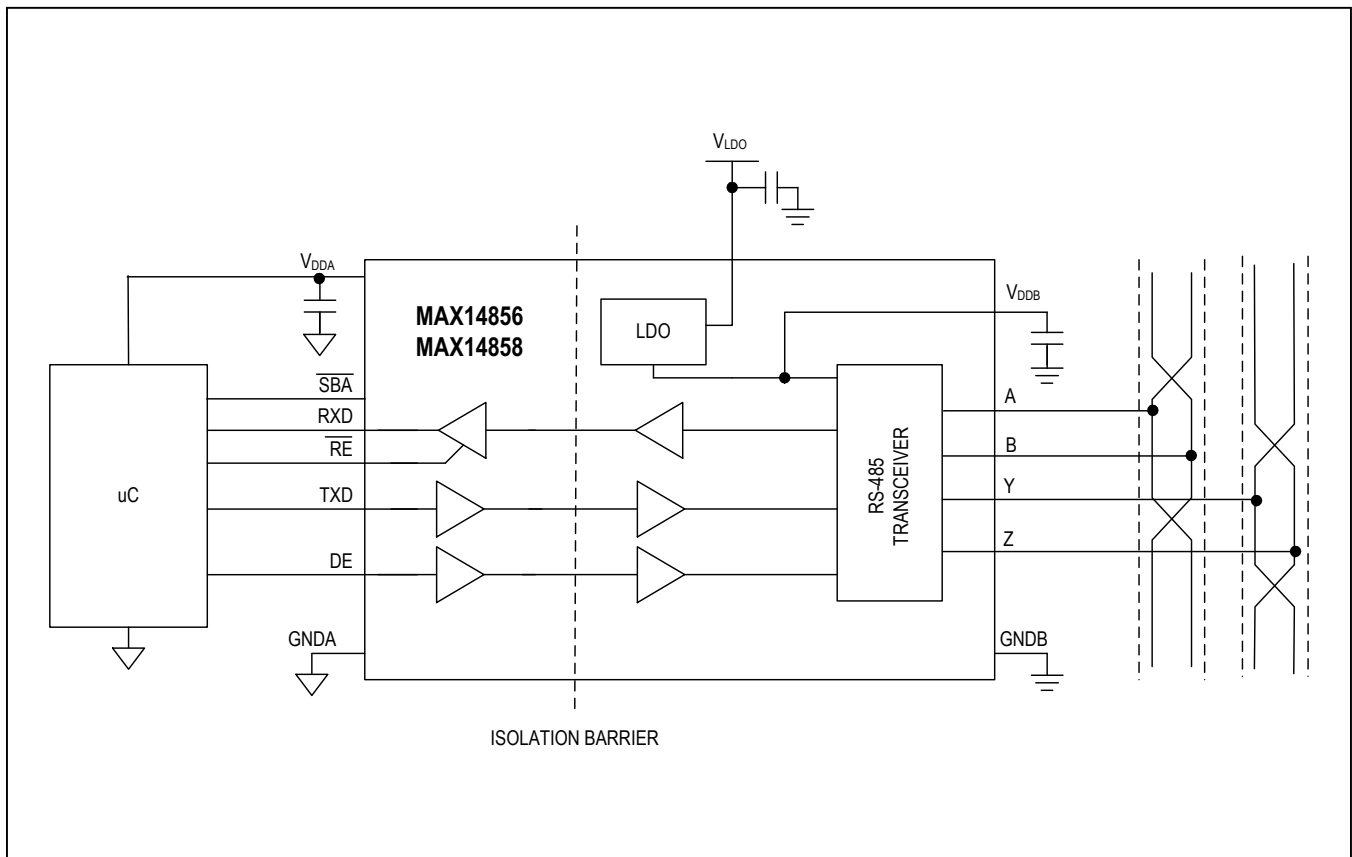 VLDO
VDDA
MAX14856
MAX14858
LDO
VDDB
SBA
RXD
RE
TXD
DE
uC
RS-485
TRANSCEIVER
A
B
Y
Z
GNDA
GNDB
ISOLATION BARRIER